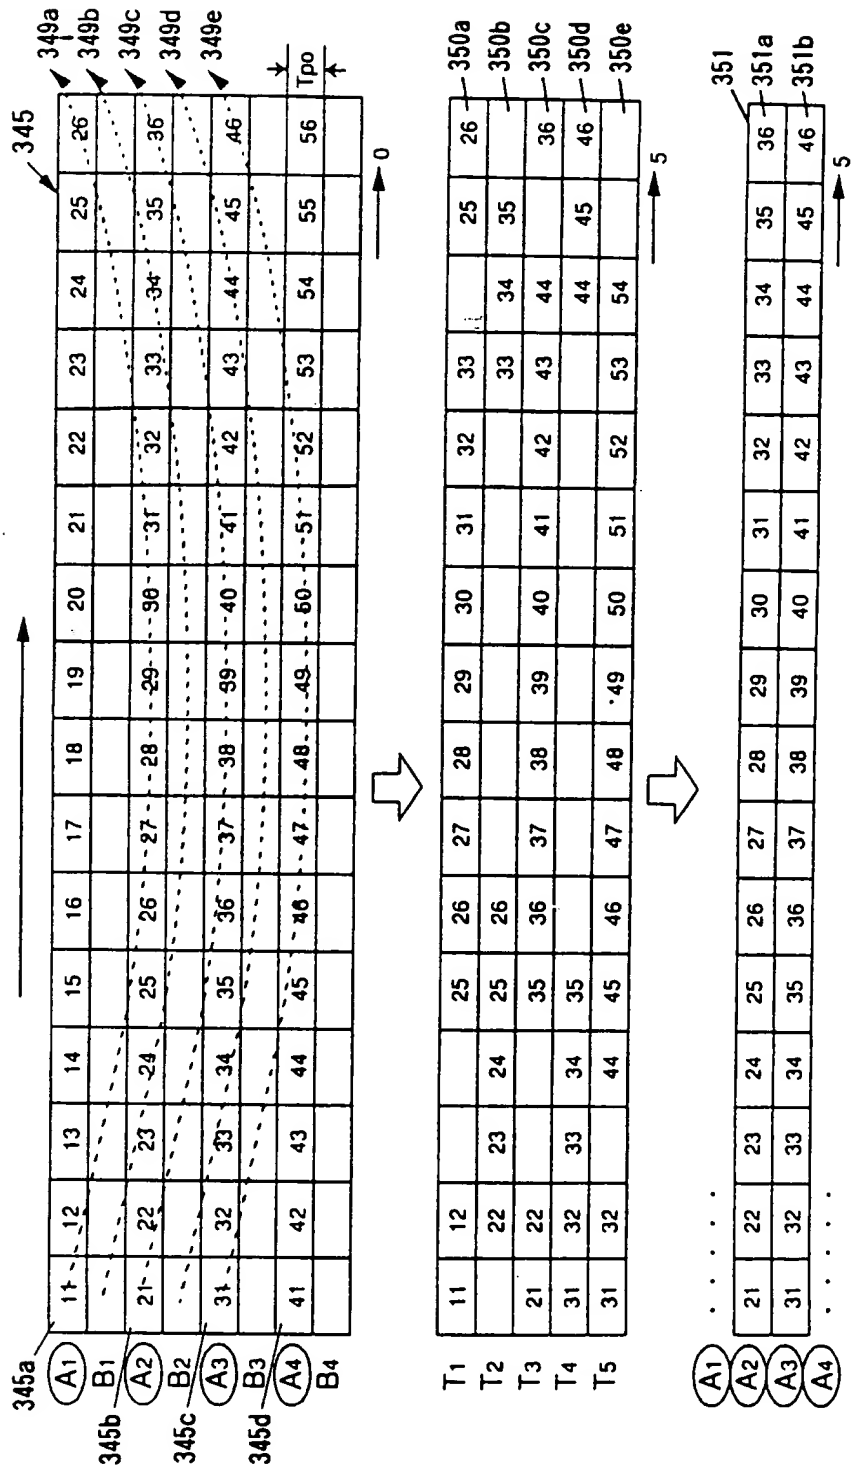 345
349a
349b
349c
349d
349e
345a
A1 11 12 13 14 15 16 17 18 19 20 21 22 23 24 25 26
B1
345b
A2 21 22 23 24 25 26 27 28 29 30 31 32 33 34 35 36
B2
345c
A3 31 32 33 34 35 36 37 38 39 40 41 42 43 44 45 46
B3
345d
A4 41 42 43 44 45 46 47 48 49 50 51 52 53 54 55 56
Tpo
B4
0
T1 11 12 25 26 27 28 29 30 31 32 33 25 26 350a
T2 22 23 24 25 26 33 34 35 350b
T3 21 22 35 36 37 38 39 40 41 42 43 44 36 350c
T4 31 32 33 34 35 44 45 46 350d
T5 31 32 44 45 46 47 48 49 50 51 52 53 54 350e
5
351
A1
A2 21 22 23 24 25 26 27 28 29 30 31 32 33 34 35 36 351a
A3 31 32 33 34 35 36 37 38 39 40 41 42 43 44 45 46 351b
A4
5